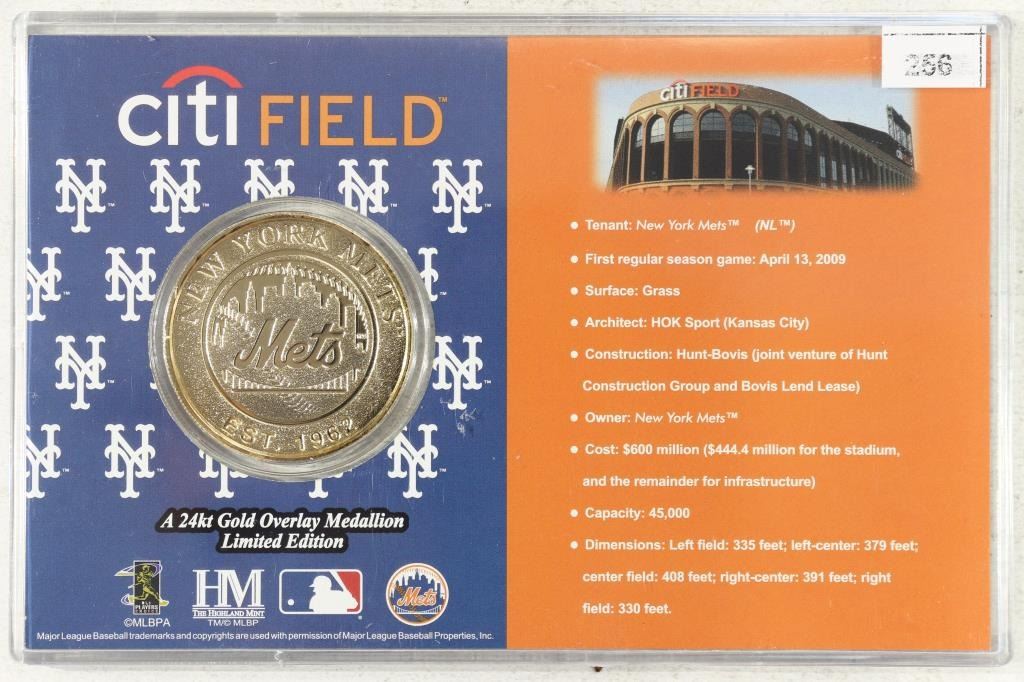 citi FIELD™
NEW YORK METS
Mets
EST. 1962
A 24kt Gold Overlay Medallion
Limited Edition
©MLBPA
HM
THE HIGHLAND MINT
TM/© MLBP
Mets
Major League Baseball trademarks and copyrights are used with permission of Major League Baseball Properties, Inc.
256
citi FIELD
• Tenant: New York Mets™ (NL™)
• First regular season game: April 13, 2009
• Surface: Grass
• Architect: HOK Sport (Kansas City)
• Construction: Hunt-Bovis (joint venture of Hunt
Construction Group and Bovis Lend Lease)
• Owner: New York Mets™
• Cost: $600 million ($444.4 million for the stadium,
and the remainder for infrastructure)
• Capacity: 45,000
• Dimensions: Left field: 335 feet; left-center: 379 feet;
center field: 408 feet; right-center: 391 feet; right
field: 330 feet.